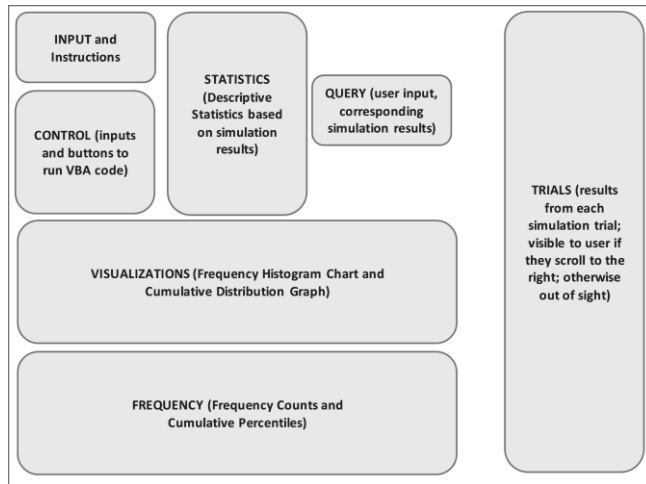 INPUT and
Instructions
CONTROL (inputs
and buttons to
run VBA code)
STATISTICS
(Descriptive
Statistics based
on simulation
results)
QUERY (user input,
corresponding
simulation results)
TRIALS (results
from each
simulation trial;
visible to user if
they scroll to the
right; otherwise
out of sight)
VISUALIZATIONS (Frequency Histogram Chart and
Cumulative Distribution Graph)
FREQUENCY (Frequency Counts and
Cumulative Percentiles)